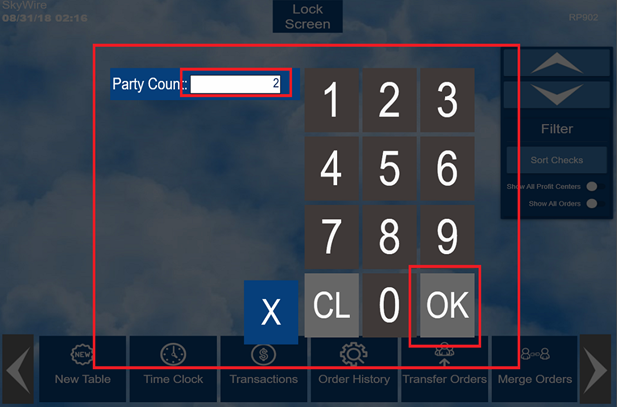 SkyWire
08/31/18 02:16
Lock
Screen
RP902
Party Count: 2
1 2 3
4 5 6
7 8 9
X CL 0 OK
Filter
Sort Checks
Show All Profit Centers
Show All Orders
NEW
New Table
Time Clock
$
Transactions
Order History
Transfer Orders
Merge Orders